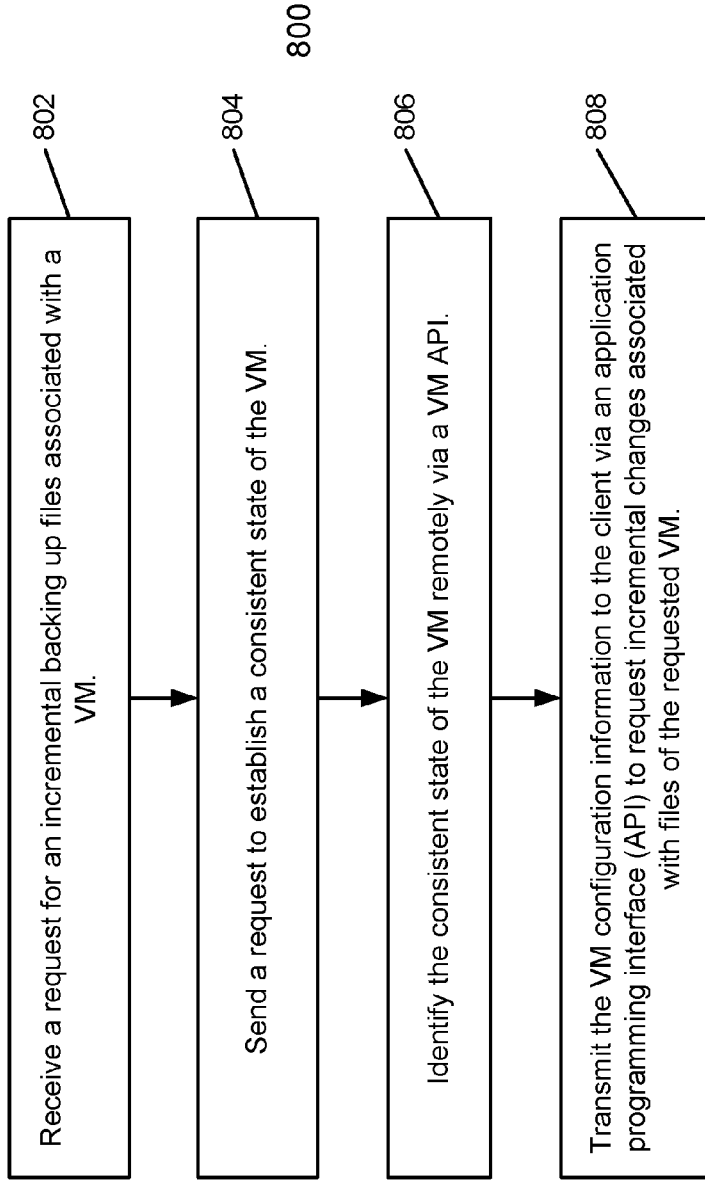 800
802
Receive a request for an incremental backing up files associated with a
VM.
804
Send a request to establish a consistent state of the VM.
806
Identify the consistent state of the VM remotely via a VM API.
808
Transmit the VM configuration information to the client via an application
programming interface (API) to request incremental changes associated
with files of the requested VM.